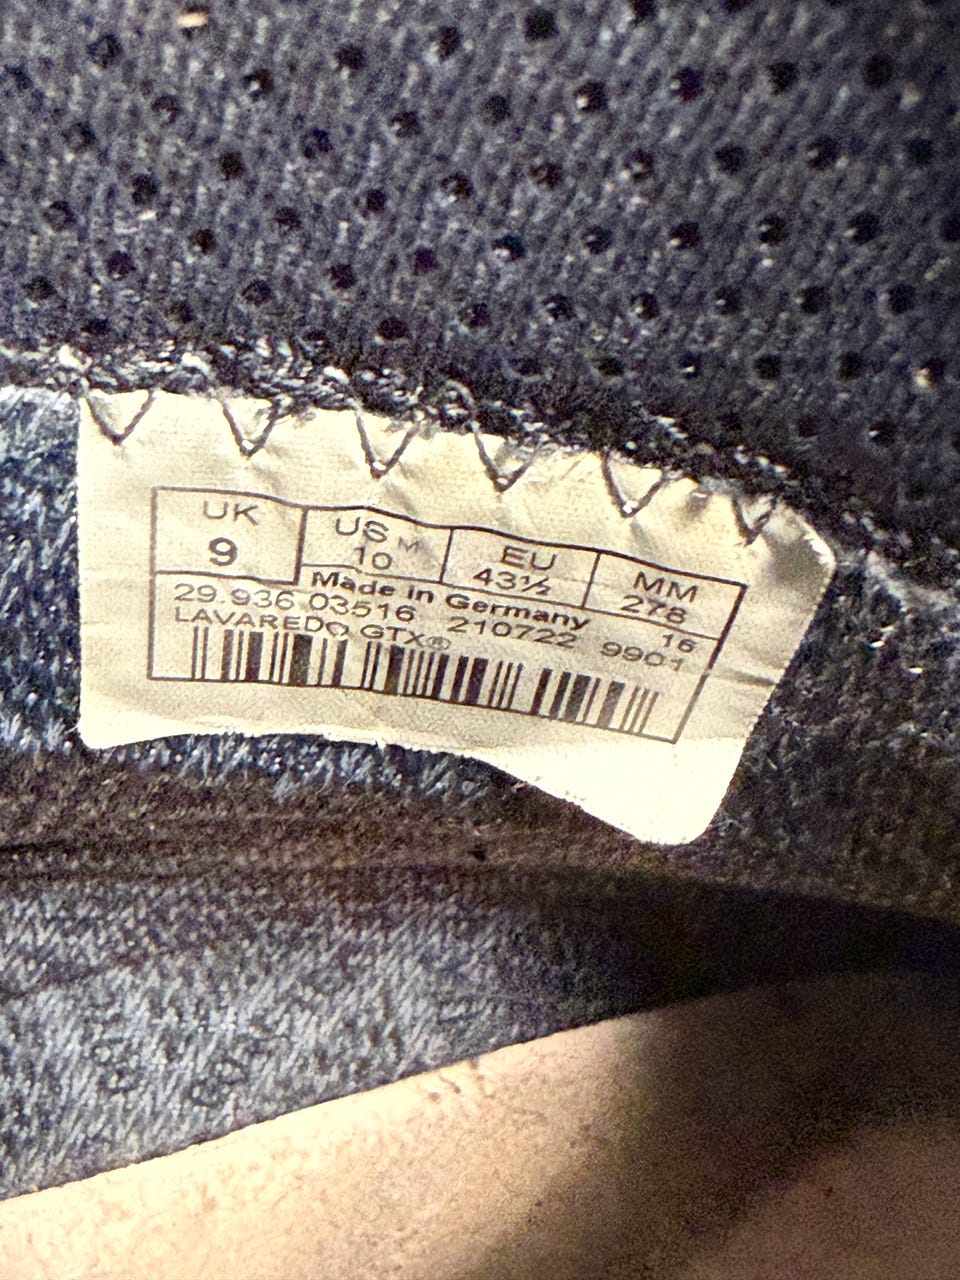 UK
9
US M
10
EU
43½
MM
278
Made in Germany 16
29.936 03516 210722 9901
LAVAREDO GTX®